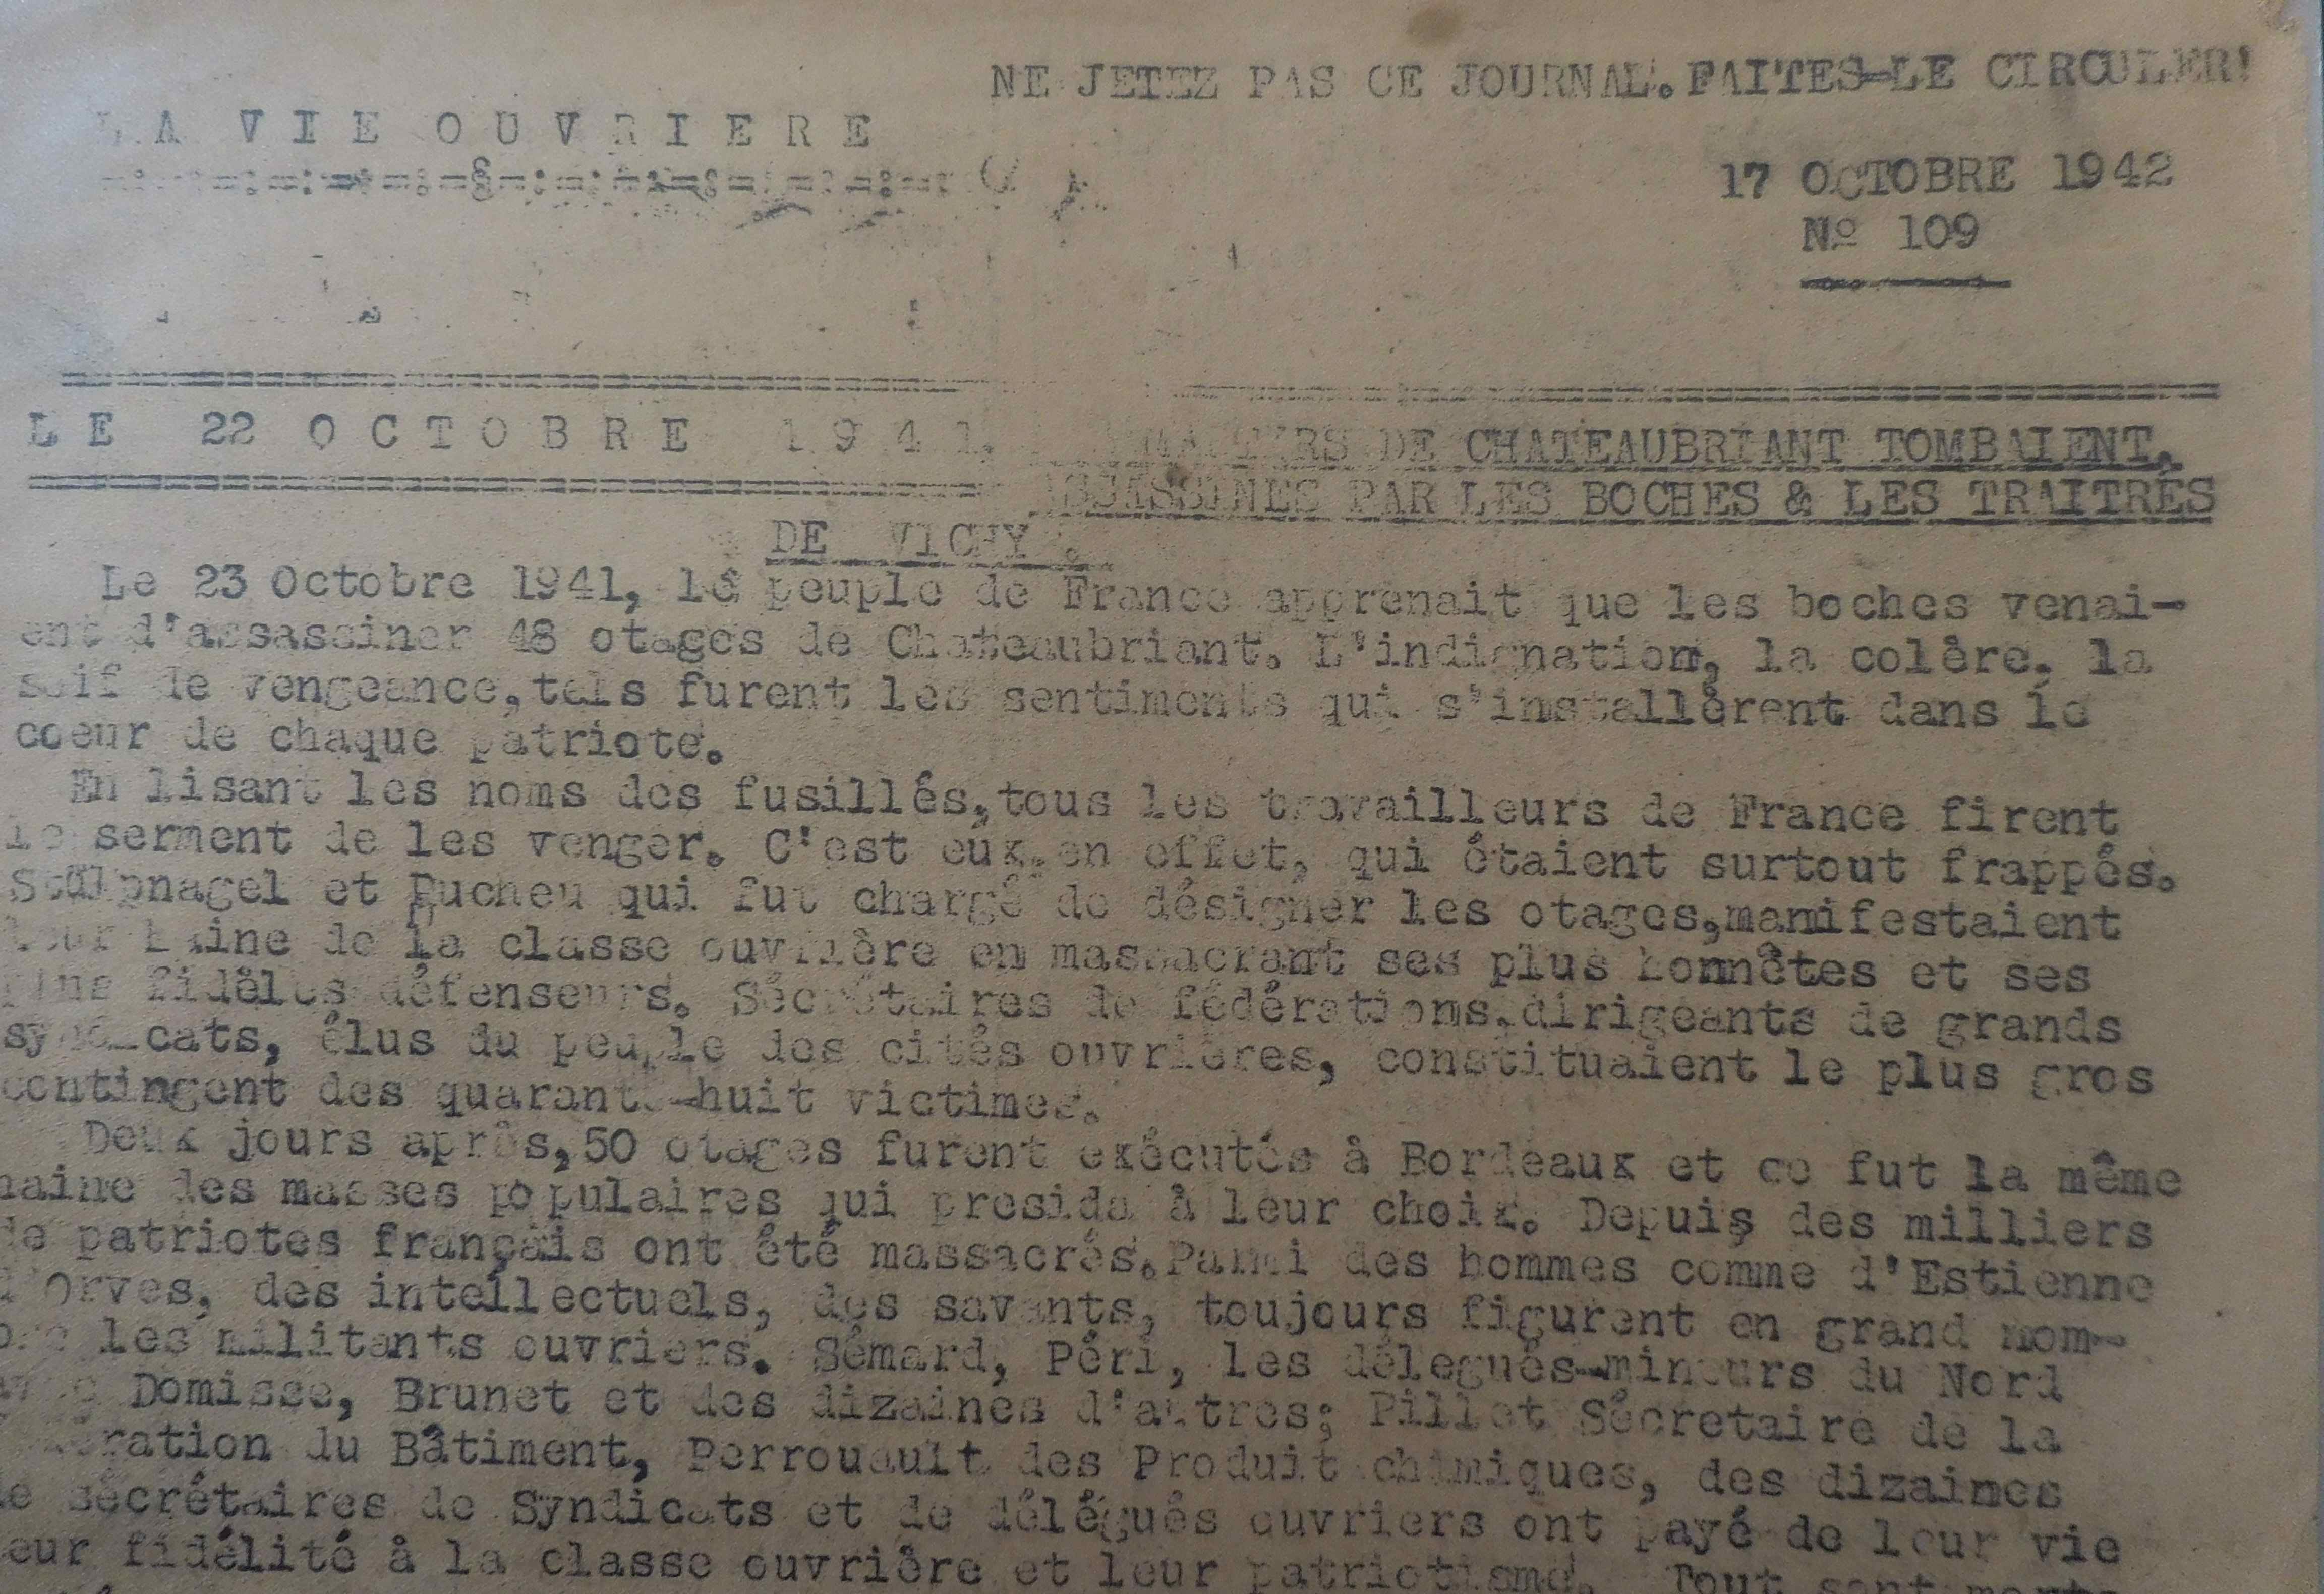 NE JETEZ PAS CE JOURNAL. FAITES-LE CIRCULER!
LA VIE OUVRIERE
17 OCTOBRE 1942
Nº 109
LE 22 OCTOBRE 1941. MARTYRS DE CHATEAUBRIANT TOMBAIENT,
ASSASSINES PAR LES BOCHES & LES TRAITRES
DE VICHY.
Le 23 Octobre 1941, le peuple de France apprenait que les boches venai-
ent d'assassiner 48 otages de Chateaubriant. L'indignation, la colère, la
soif de vengeance, tels furent les sentiments qui s'installèrent dans le
coeur de chaque patriote.
En lisant les noms des fusillés, tous les travailleurs de France firent
le serment de les venger. C'est eux, en effet, qui étaient surtout frappés.
Stülpnagel et Pucheu qui fut chargé de désigner les otages, manifestaient
leur haine de la classe ouvrière en massacrant ses plus honnêtes et ses
plus fidèles défenseurs. Sécrétaires de fédérations, dirigeants de grands
syndicats, élus du peuple des cités ouvrières, constituaient le plus gros
contingent des quarante-huit victimes.
Deux jours après, 50 otages furent exécutés à Bordeaux et ce fut la même
haine des masses populaires qui presida à leur choix. Depuis des milliers
de patriotes français ont été massacrés. Parmi des hommes comme d'Estienne
d'Orves, des intellectuels, des savants, toujours figurent en grand nom-
bre les militants ouvriers. Sémard, Péri, les délegués-mineurs du Nord
avec Domisse, Brunet et des dizaines d'autres; Pillet Sécretaire de la
ration du Bâtiment, Perrouault des Produit chimiques, des dizaines
de sécrétaires de Syndicats et de délégués ouvriers ont payé de leur vie
leur fidélité à la classe ouvrière et leur patriotisme. Tout sont